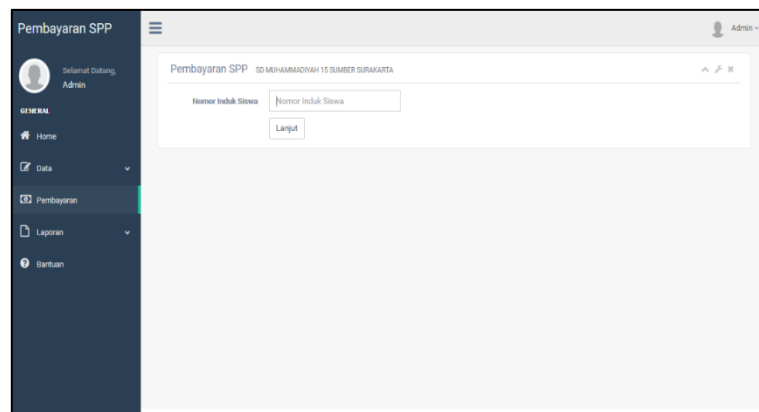 Pembayaran SPP
Admin
Selamat Datang,
Admin
GENERAL
Home
Data
Pembayaran
Laporan
Bantuan
Pembayaran SPP SD MUHAMMADIYAH 15 SUMBER SURAKARTA
Nomor Induk Siswa Nomor Induk Siswa
Lanjut